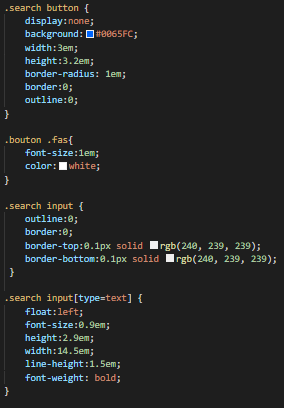 .search button {
display:none;
background:#0065FC;
width:3em;
height:3.2em;
border-radius: 1em;
border:0;
outline:0;
}
.bouton .fas{
font-size:1em;
color:white;
}
.search input {
outline:0;
border:0;
border-top:0.1px solid rgb(240, 239, 239);
border-bottom:0.1px solid rgb(240, 239, 239);
}
.search input[type=text] {
float:left;
font-size:0.9em;
height:2.9em;
width:14.5em;
line-height:1.5em;
font-weight: bold;
}